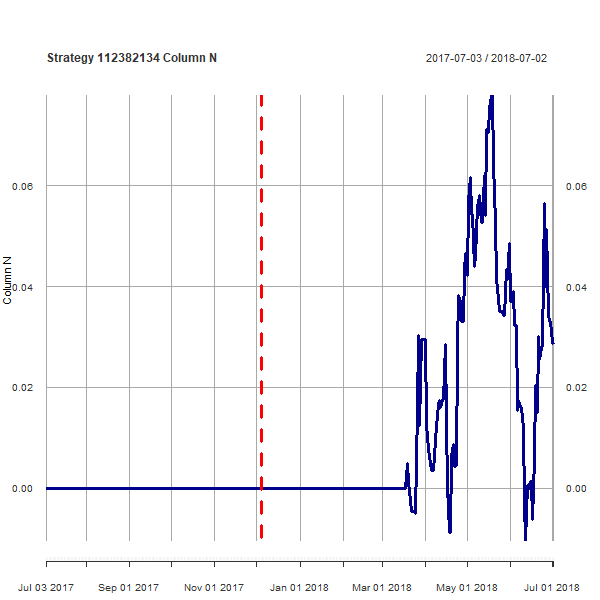 Strategy 112382134 Column N
2017-07-03 / 2018-07-02
0.06
0.06
0.04
0.04
Column N
0.02
0.02
0.00
0.00
Jul 03 2017
Sep 01 2017
Nov 01 2017
Jan 01 2018
Mar 01 2018
May 01 2018
Jul 01 2018